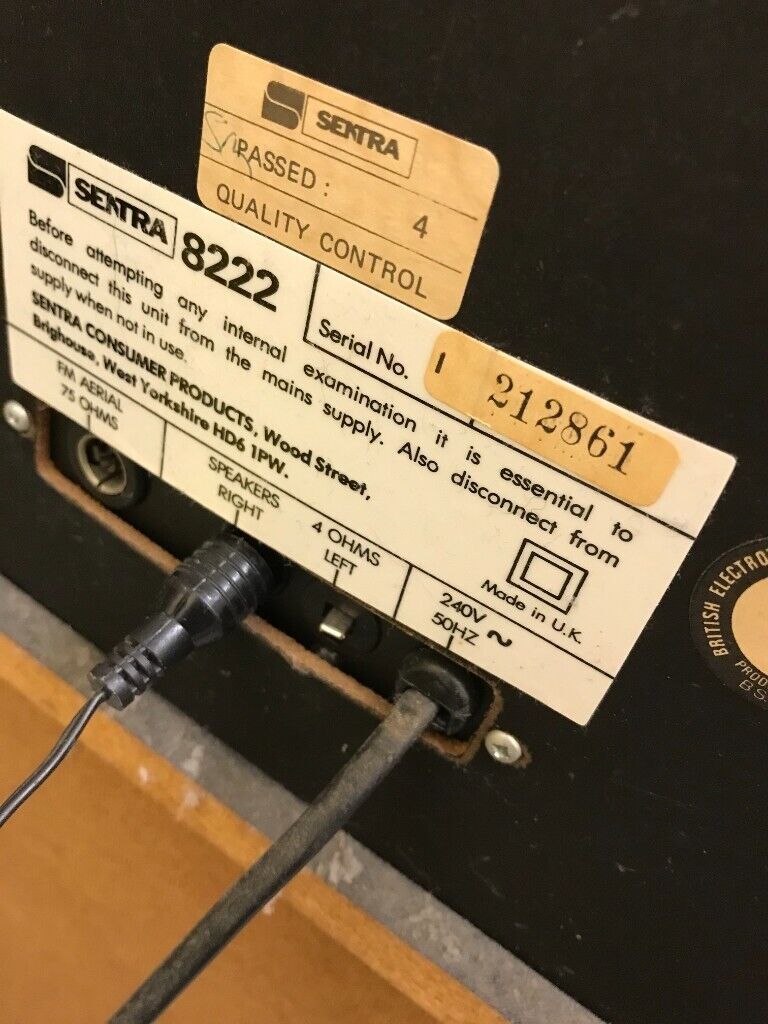 SENTRA
PASSED:
4
QUALITY CONTROL
SENTRA 8222
Serial No. 1 212861
Before attempting any internal examination it is essential to
disconnect this unit from the mains supply. Also disconnect from
supply when not in use.
SENTRA CONSUMER PRODUCTS, Wood Street,
Brighouse, West Yorkshire HD6 1PW.
Made in U.K.
FM AERIAL
75 OHMS
SPEAKERS 4 OHMS
RIGHT LEFT
240V ~
50HZ
BRITISH